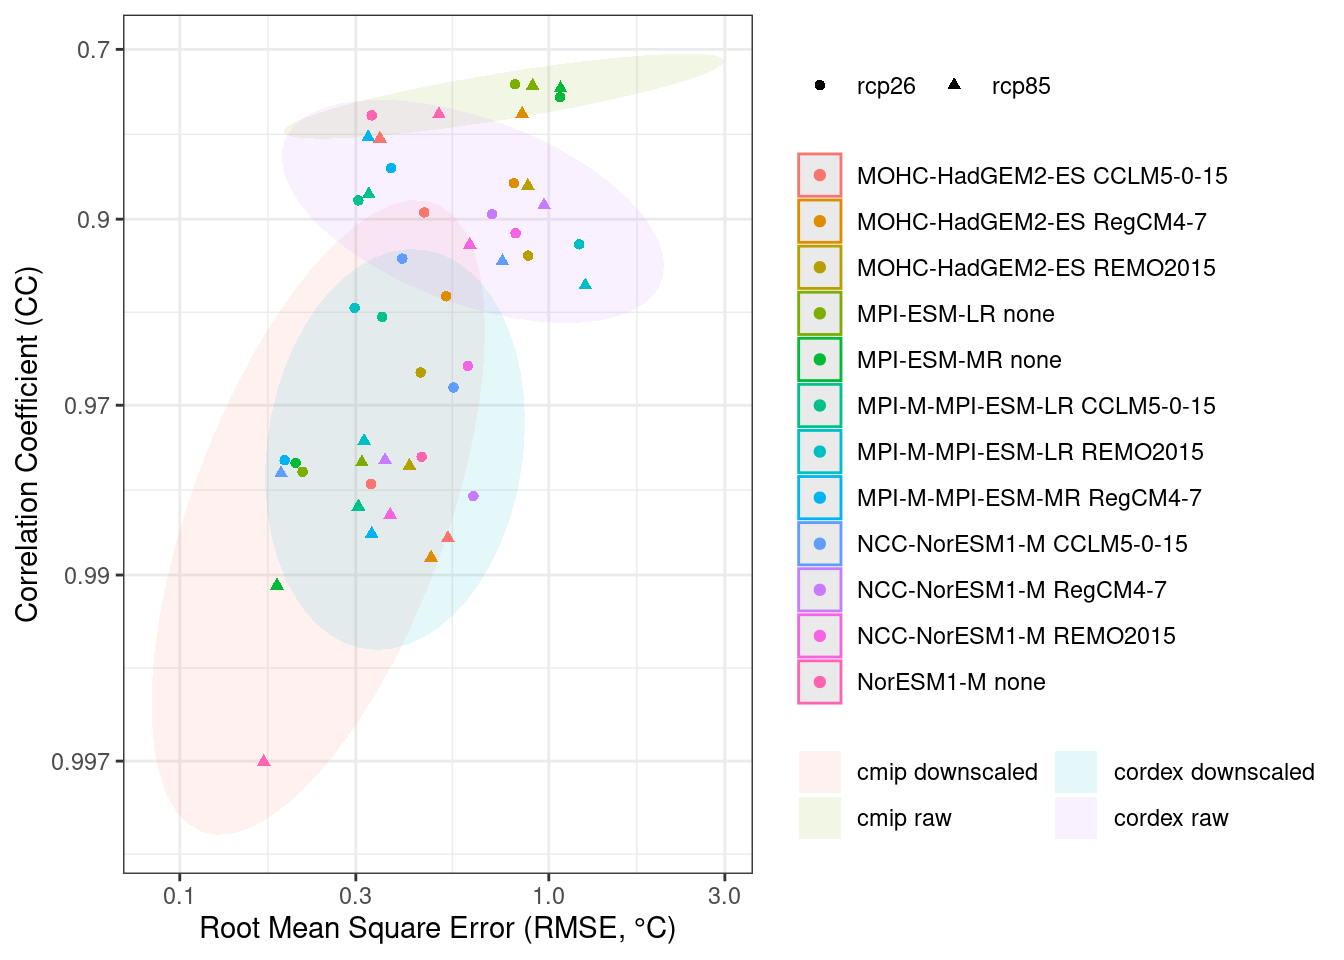 0.7
0.9
0.97
0.99
0.997
Correlation Coefficient (CC)
0.1 0.3 1.0 3.0
Root Mean Square Error (RMSE, °C)
rcp26 rcp85
MOHC-HadGEM2-ES CCLM5-0-15
MOHC-HadGEM2-ES RegCM4-7
MOHC-HadGEM2-ES REMO2015
MPI-ESM-LR none
MPI-ESM-MR none
MPI-M-MPI-ESM-LR CCLM5-0-15
MPI-M-MPI-ESM-LR REMO2015
MPI-M-MPI-ESM-MR RegCM4-7
NCC-NorESM1-M CCLM5-0-15
NCC-NorESM1-M RegCM4-7
NCC-NorESM1-M REMO2015
NorESM1-M none
cmip downscaled cordex downscaled
cmip raw cordex raw